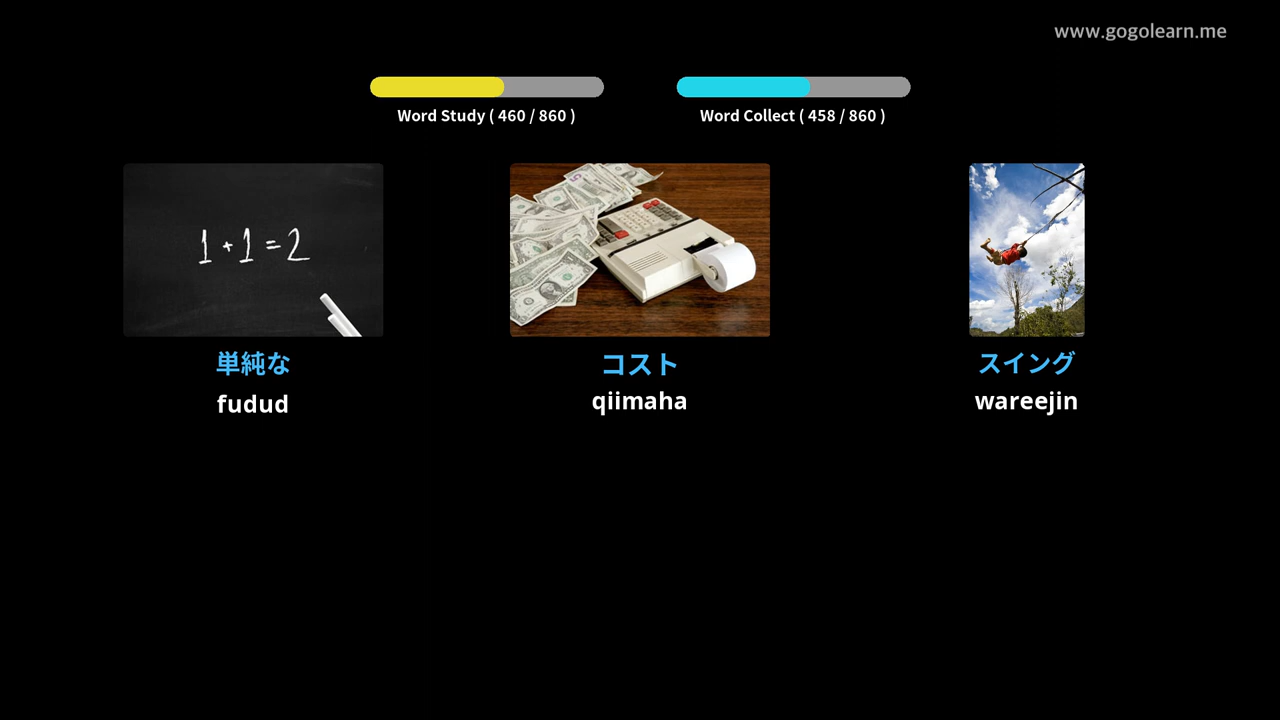 www.gogolearn.me
Word Study ( 460 / 860 )
Word Collect ( 458 / 860 )
1 + 1 = 2
単純な
fudud
コスト
qiimaha
スイング
wareejin